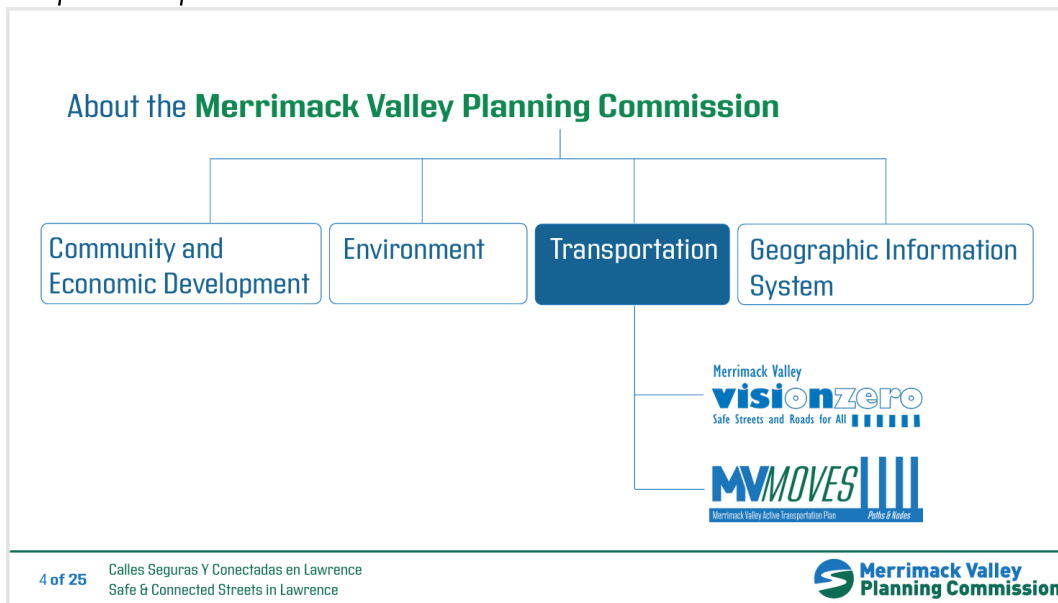 About the Merrimack Valley Planning Commission
Community and
Economic Development
Environment
Transportation
Geographic Information
System
Merrimack Valley
visionzero
Safe Streets and Roads for All
MVMOVES
Merrimack Valley Active Transportation Plan
Paths & Nodes
4 of 25
Calles Seguras Y Conectadas en Lawrence
Safe & Connected Streets in Lawrence
Merrimack Valley
Planning Commission